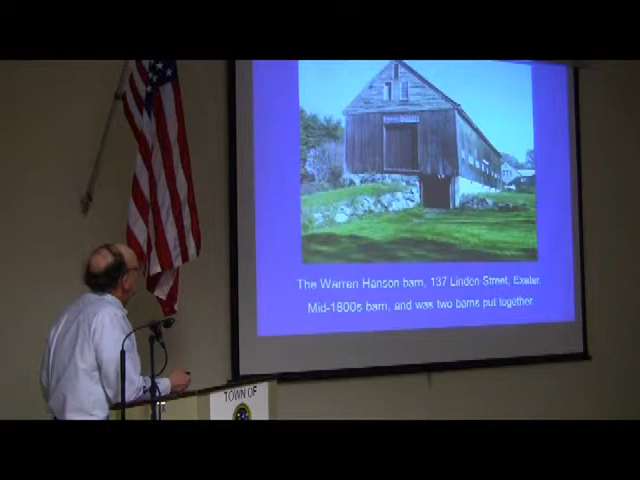 The Warren Hanson barn, 137 Linden Street, Exeter.
Mid-1800s barn, and was two barns put together
TOWN OF